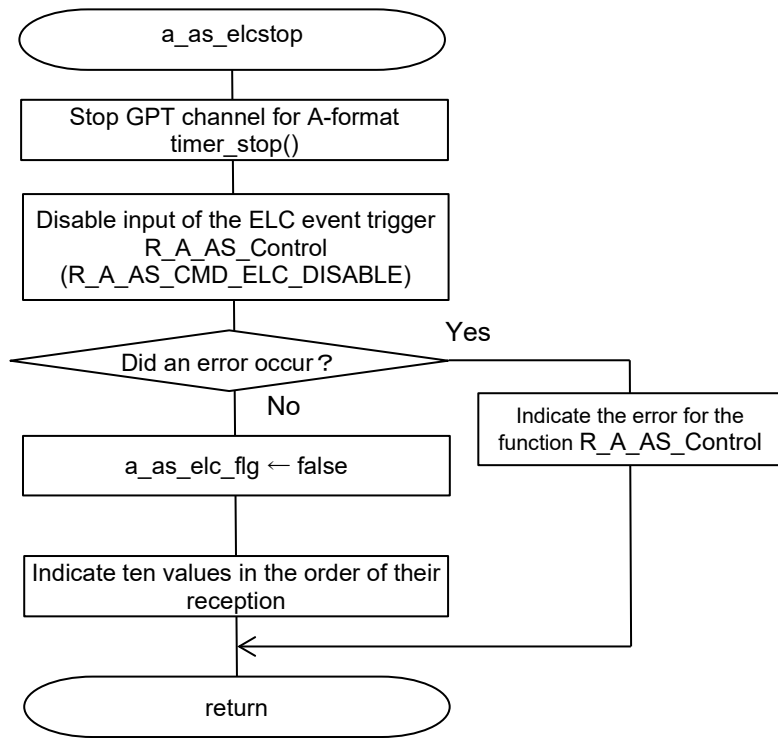 a_as_elcstop
Stop GPT channel for A-format
timer_stop()
Disable input of the ELC event trigger
R_A_AS_Control
(R_A_AS_CMD_ELC_DISABLE)
Did an error occur？
Yes
No
Indicate the error for the
function R_A_AS_Control
a_as_elc_flg ← false
Indicate ten values in the order of their
reception
return